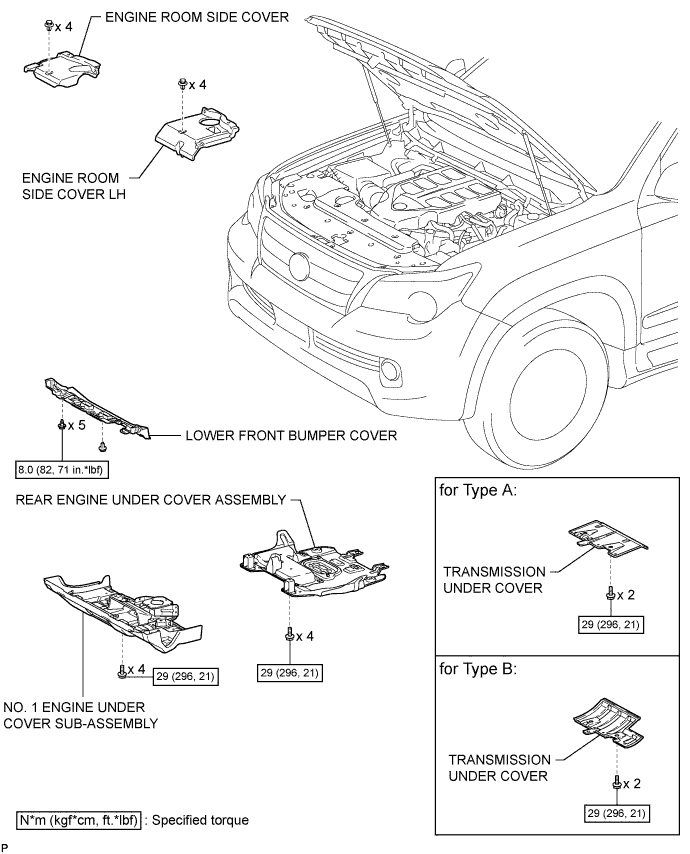 ENGINE ROOM SIDE COVER
x 4
x 4
ENGINE ROOM
SIDE COVER LH
x 5
LOWER FRONT BUMPER COVER
8.0 (82, 71 in.*lbf)
REAR ENGINE UNDER COVER ASSEMBLY
for Type A:
TRANSMISSION
UNDER COVER
x 2
29 (296, 21)
x 4
29 (296, 21)
x 4
29 (296, 21)
NO. 1 ENGINE UNDER
COVER SUB-ASSEMBLY
for Type B:
TRANSMISSION
UNDER COVER
x 2
29 (296, 21)
N*m (kgf*cm, ft.*lbf) : Specified torque
P